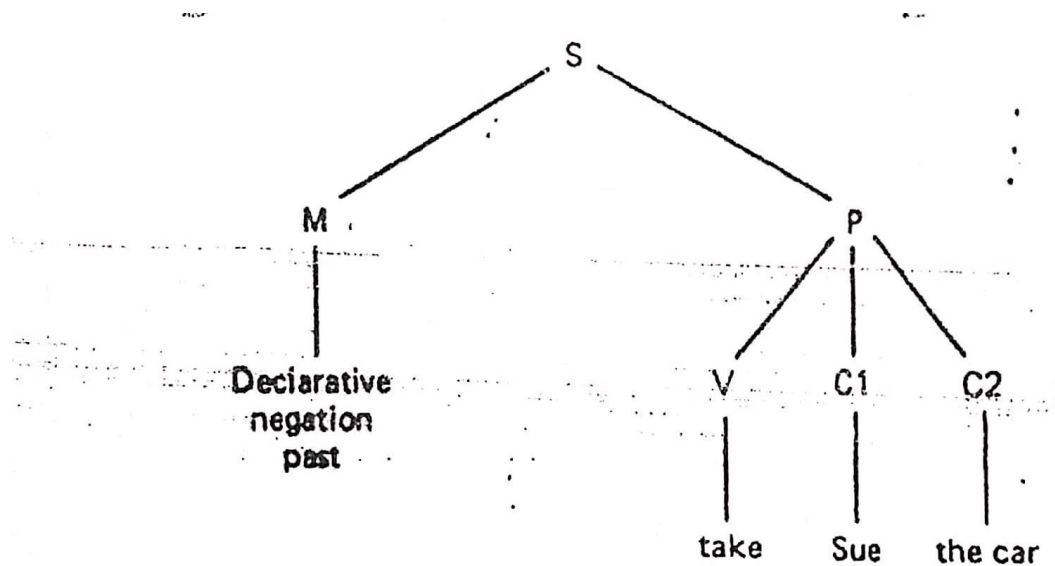 S
M P
Declarative V C1 C2
negation
past
take Sue the car